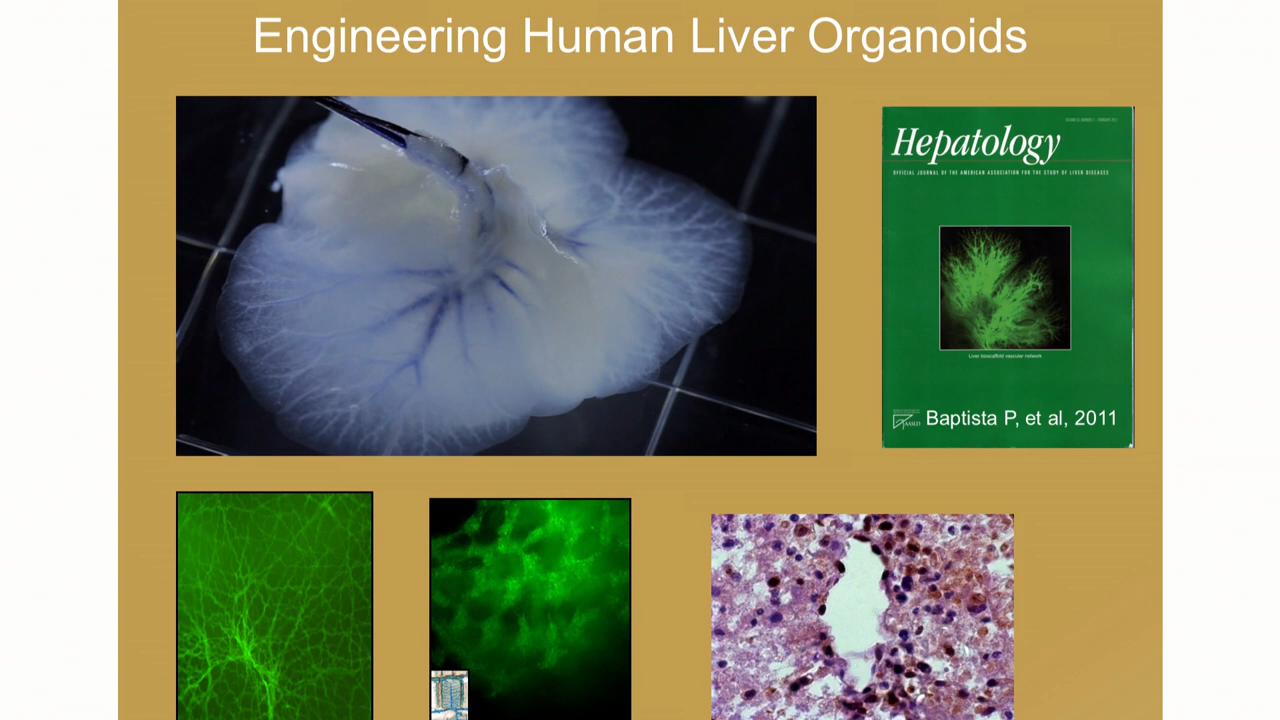 Engineering Human Liver Organoids
Hepatology
OFFICIAL JOURNAL OF THE AMERICAN ASSOCIATION FOR THE STUDY OF LIVER DISEASES
Liver bioscaffold vascular network
AASLD
Baptista P, et al, 2011